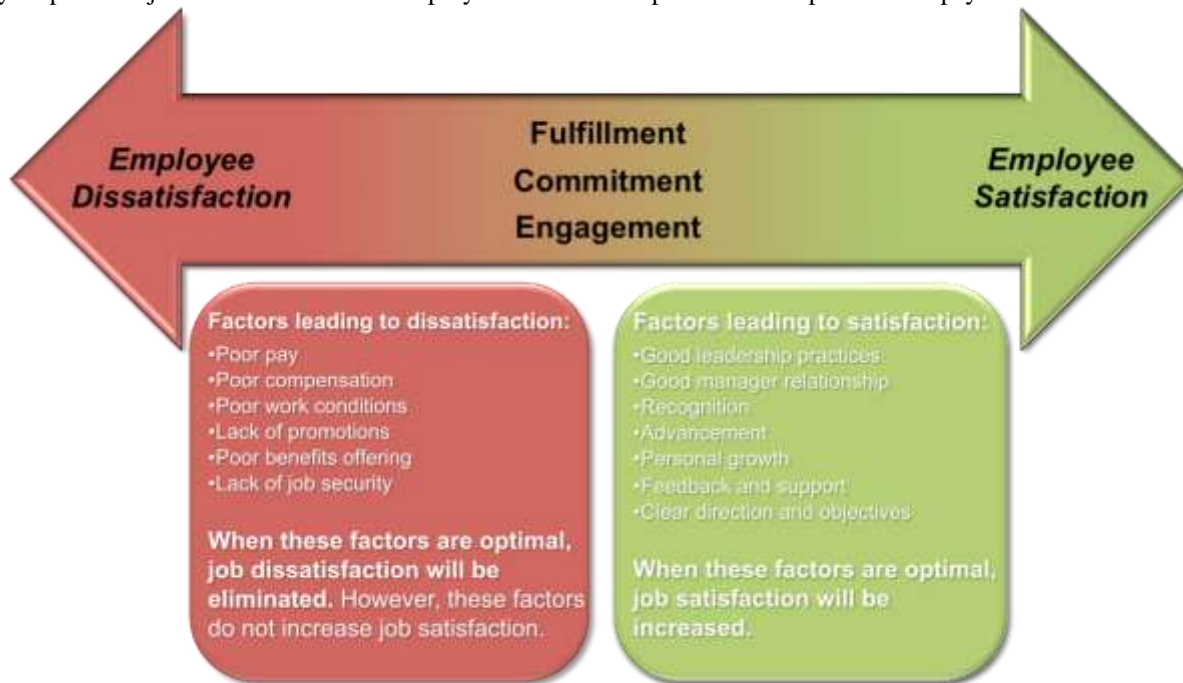 Fulfillment
Commitment
Engagement
Employee
Dissatisfaction
Employee
Satisfaction
Factors leading to dissatisfaction:
•Poor pay
•Poor compensation
•Poor work conditions
•Lack of promotions
•Poor benefits offering
•Lack of job security
When these factors are optimal,
job dissatisfaction will be
eliminated. However, these factors
do not increase job satisfaction.
Factors leading to satisfaction:
•Good leadership practices
•Good manager relationship
•Recognition
•Advancement
•Personal growth
•Feedback and support
•Clear direction and objectives
When these factors are optimal,
job satisfaction will be
increased.